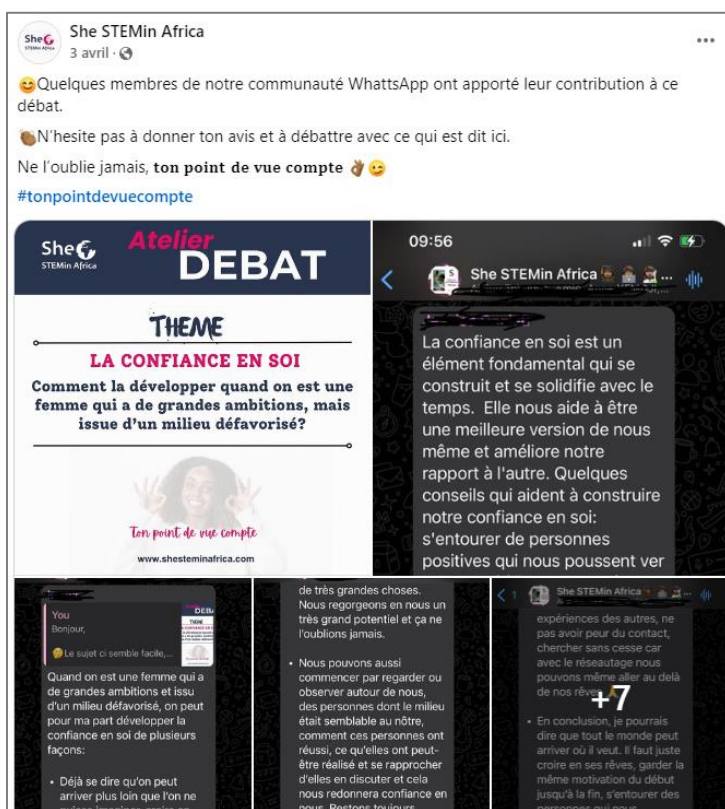 She STEMin Africa
3 avril
😊Quelques membres de notre communauté WhattsApp ont apporté leur contribution à ce
débat.
👏🏾N'hesite pas à donner ton avis et à débattre avec ce qui est dit ici.
Ne l'oublie jamais, ton point de vue compte 👌🏾😉
#tonpointdevuecompte
She
STEMin Africa
Atelier
DEBAT
THEME
LA CONFIANCE EN SOI
Comment la développer quand on est une
femme qui a de grandes ambitions, mais
issue d'un milieu défavorisé?
Ton point de vue compte
www.shesteminafrica.com
09:56
She STEMin Africa
La confiance en soi est un
élément fondamental qui se
construit et se solidifie avec le
temps. Elle nous aide à être
une meilleure version de nous
même et améliore notre
rapport à l'autre. Quelques
conseils qui aident à construire
notre confiance en soi:
s'entourer de personnes
positives qui nous poussent ver
You
Bonjour,
🤔Le sujet ci semble facile,...
DEB
THEME
Quand on est une femme qui a
de grandes ambitions et issu
d'un milieu défavorisé, on peut
pour ma part développer la
confiance en soi de plusieurs
façons:
• Déjà se dire qu'on peut
arriver plus loin que l'on ne
de très grandes choses.
Nous regorgeons en nous un
très grand potentiel et ça ne
l'oublions jamais.
• Nous pouvons aussi
commencer par regarder ou
observer autour de nous,
des personnes dont le milieu
était semblable au nôtre,
comment ces personnes ont
réussi, ce qu'elles ont peut-
être réalisé et se rapprocher
d'elles en discuter et cela
nous redonnera confiance en
nous. Restons toujours
1
She STEMin Africa
expériences des autres, ne
pas avoir peur du contact,
chercher sans cesse car
avec le réseautage nous
pouvons même aller au delà
de nos rêves
+7
• En conclusion, je pourrais
dire que tout le monde peut
arriver où il veut. Il faut juste
croire en ses rêves, garder la
même motivation du début
jusqu'à la fin, s'entourer des
personnes qui nous